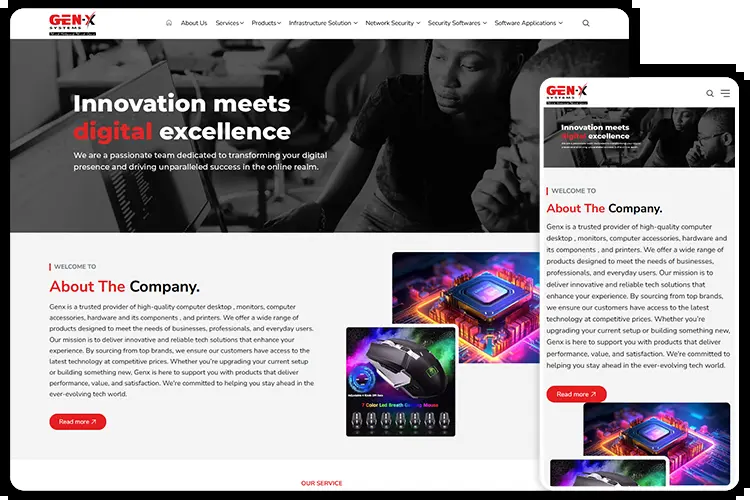 GEN-X
SYSTEMS
About Us Services Products Infrastructure Solution Network Security Security Softwares Software Applications
Innovation meets
digital excellence
We are a passionate team dedicated to transforming your digital
presence and driving unparalleled success in the online realm.
WELCOME TO
About The Company.
Genx is a trusted provider of high-quality computer desktop , monitors, computer
accessories, hardware and its components , and printers. We offer a wide range of
products designed to meet the needs of businesses, professionals, and everyday users.
Our mission is to deliver innovative and reliable tech solutions that enhance your
experience. By sourcing from top brands, we ensure our customers have access to the
latest technology at competitive prices. Whether you're upgrading your current setup
or building something new, Genx is here to support you with products that deliver
performance, value, and satisfaction. We're committed to helping you stay ahead in the
ever-evolving tech world.
Read more
7 Color Led Breath Gaming Mouse
OUR SERVICE
GEN-X
SYSTEMS
Innovation meets
digital excellence
WELCOME TO
About The Company.
Genx is a trusted provider of high-quality computer
desktop , monitors, computer accessories, hardware and
its components , and printers. We offer a wide range of
products designed to meet the needs of businesses,
professionals, and everyday users. Our mission is to
deliver innovative and reliable tech solutions that
enhance your experience. By sourcing from top brands,
we ensure our customers have access to the latest
technology at competitive prices. Whether you're
upgrading your current setup or building something new,
Genx is here to support you with products that deliver
performance, value, and satisfaction. We're committed to
helping you stay ahead in the ever-evolving tech world.
Read more